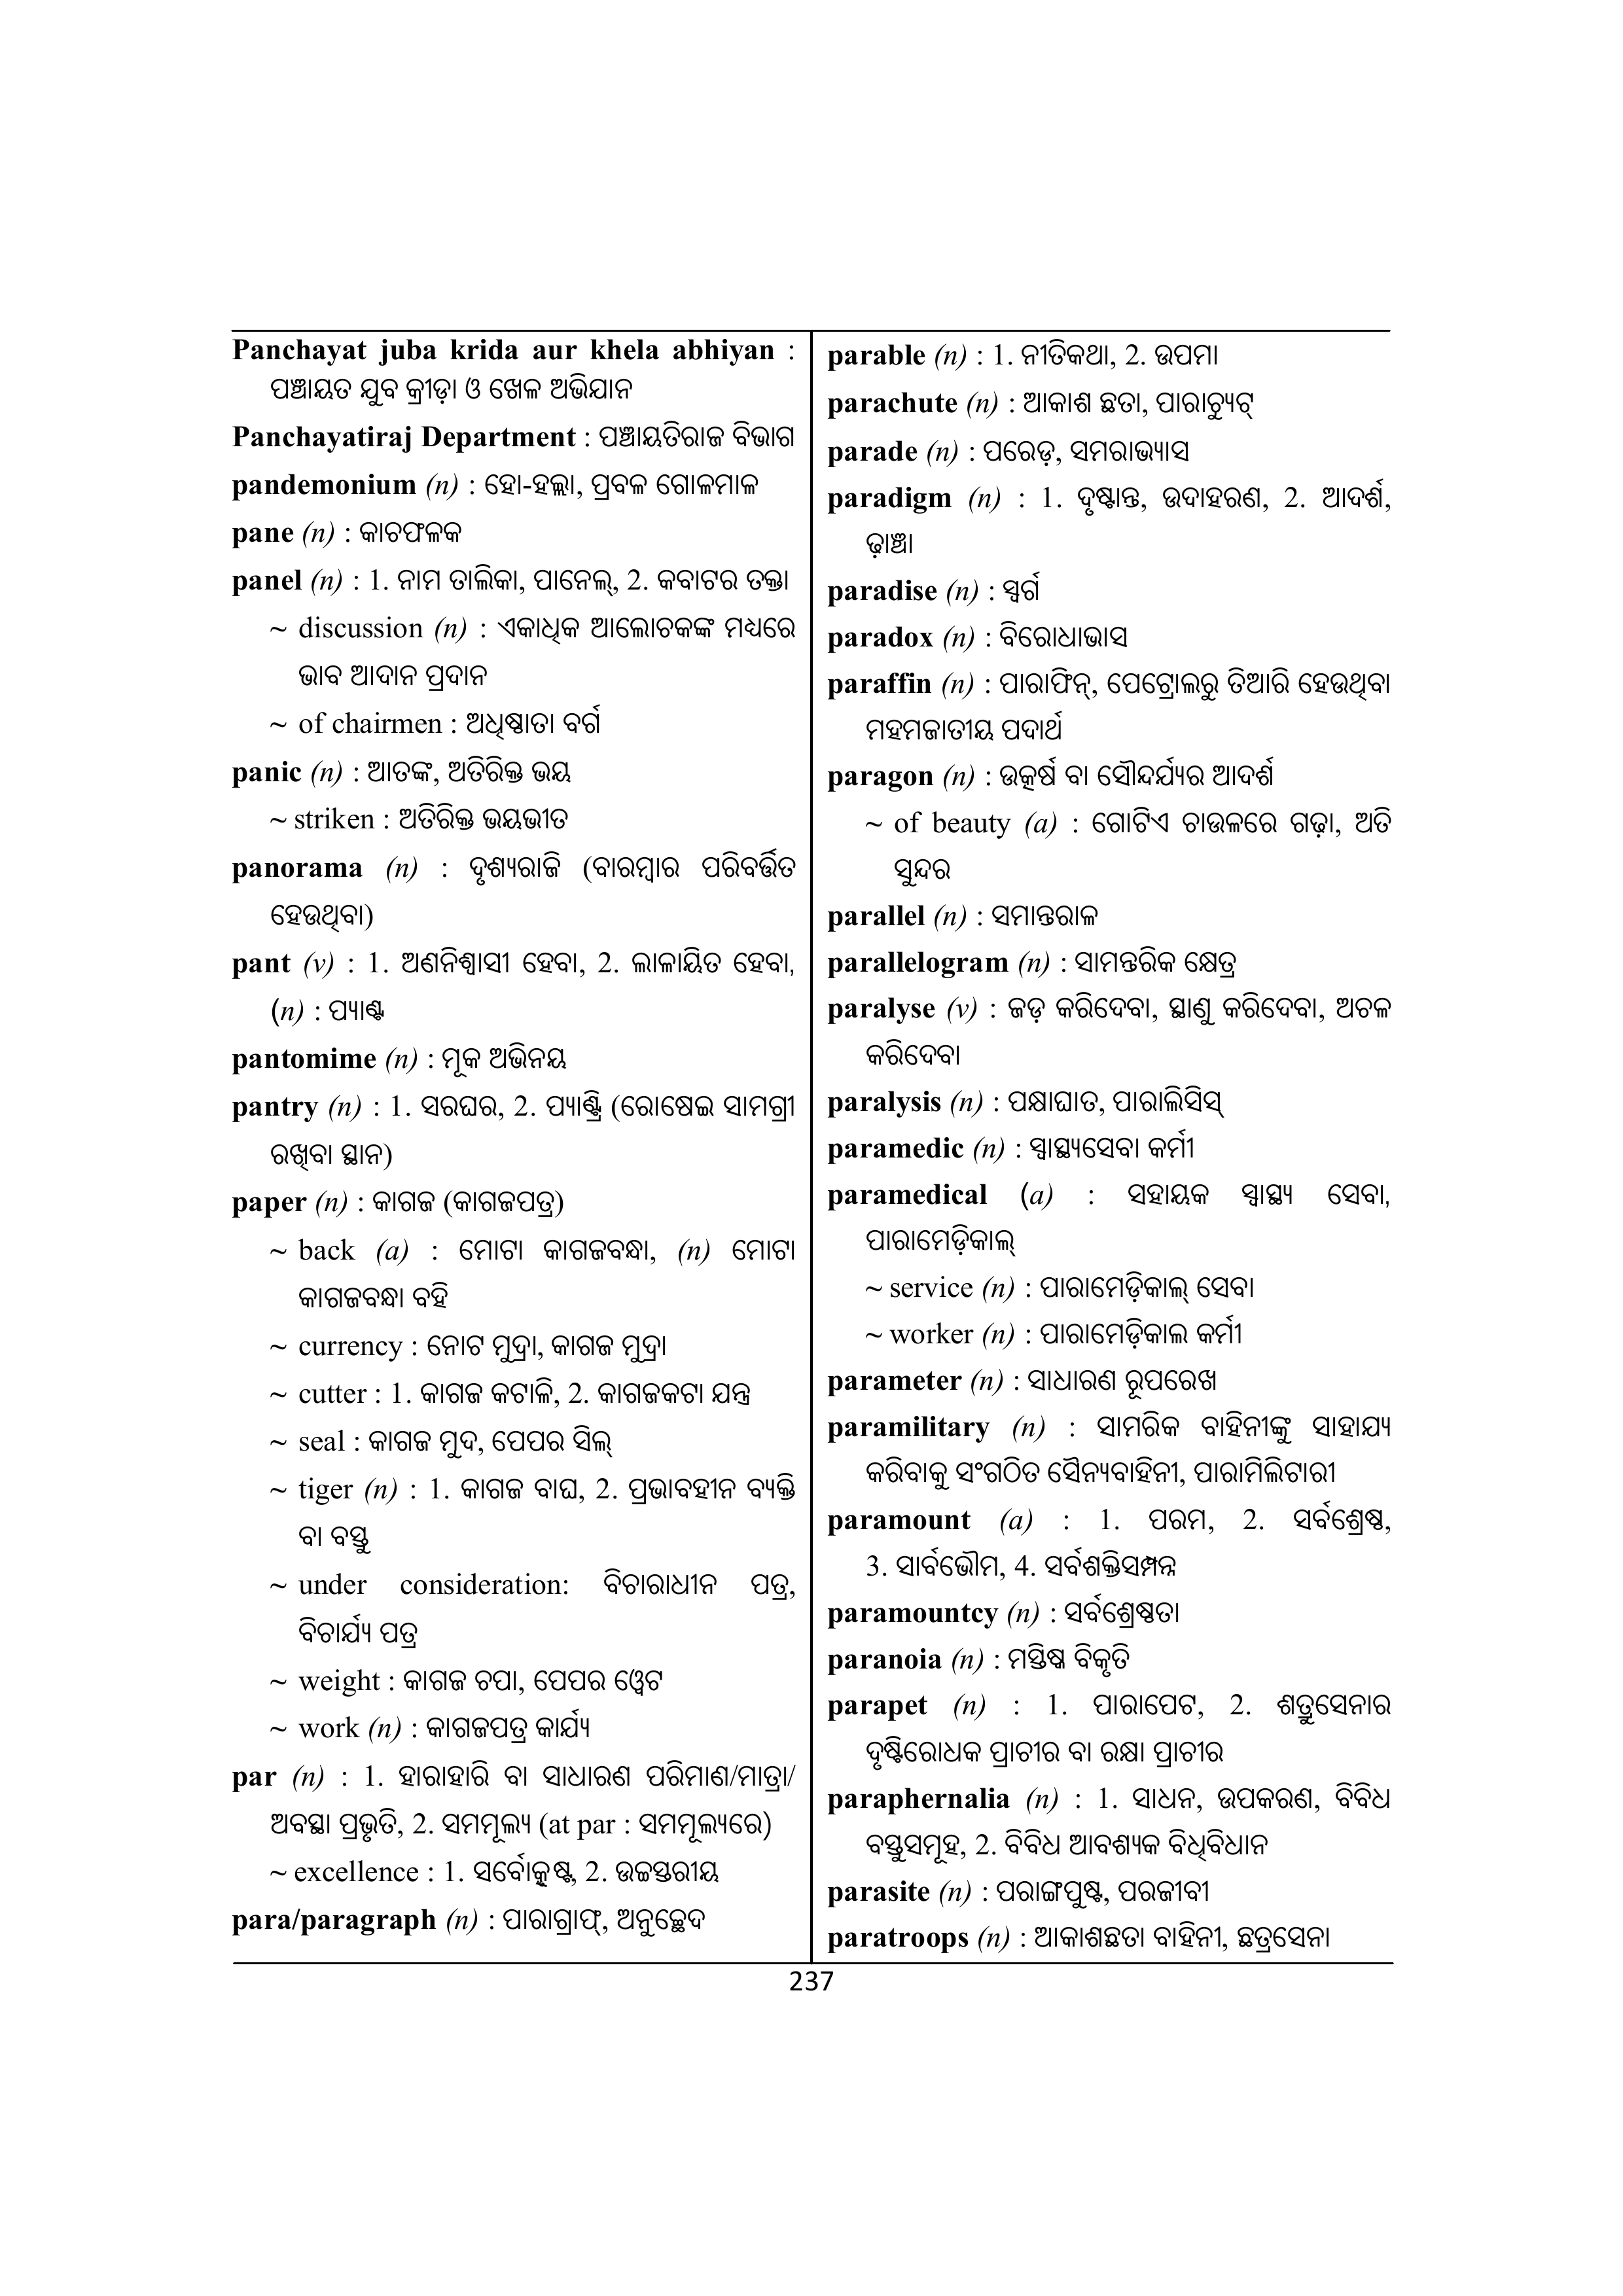 Panchayat juba krida aur khela abhiyan :
ପଞ୍ଚାୟତ ଯୁବ କ୍ରୀଡ଼ା ଓ ଖେଳ ଅଭିଯାନ
Panchayatiraj Department : ପଞ୍ଚାୟତିରାଜ ବିଭାଗ
pandemonium (n) : ହୋ-ହଲ୍ଲା, ପ୍ରବଳ ଗୋଳମାଳ
pane (n) : କାଚଫଳକ
panel (n) : 1. ନାମ ତାଲିକା, ପାନେଲ୍, 2. କବାଟର ତକ୍ତା
~ discussion (n) : ଏକାଧିକ ଆଲୋଚକଙ୍କ ମଧ୍ୟରେ
ଭାବ ଆଦାନ ପ୍ରଦାନ
~ of chairmen : ଅଧିଷ୍ଠାତା ବର୍ଗ
panic (n) : ଆତଙ୍କ, ଅତିରିକ୍ତ ଭୟ
~ striken : ଅତିରିକ୍ତ ଭୟଭୀତ
panorama (n) : ଦୃଶ୍ୟରାଜି (ବାରମ୍ବାର ପରିବର୍ତ୍ତିତ
ହେଉଥିବା)
pant (v) : 1. ଅଣନିଶ୍ୱାସୀ ହେବା, 2. ଲାଳାୟିତ ହେବା,
(n) : ପ୍ୟାଣ୍ଟ
pantomime (n) : ମୂକ ଅଭିନୟ
pantry (n) : 1. ସରଘର, 2. ପ୍ୟାଣ୍ଟ୍ରି (ରୋଷେଇ ସାମଗ୍ରୀ
ରଖିବା ସ୍ଥାନ)
paper (n) : କାଗଜ (କାଗଜପତ୍ର)
~ back (a) : ମୋଟା କାଗଜବନ୍ଧା, (n) ମୋଟା
କାଗଜବନ୍ଧା ବହି
~ currency : ନୋଟ ମୁଦ୍ରା, କାଗଜ ମୁଦ୍ରା
~ cutter : 1. କାଗଜ କଟାଳି, 2. କାଗଜକଟା ଯନ୍ତ୍ର
~ seal : କାଗଜ ମୁଦ, ପେପର ସିଲ୍
~ tiger (n) : 1. କାଗଜ ବାଘ, 2. ପ୍ରଭାବହୀନ ବ୍ୟକ୍ତି
ବା ବସ୍ତୁ
~ under consideration: ବିଚାରାଧୀନ ପତ୍ର,
ବିଚାର୍ଯ୍ୟ ପତ୍ର
~ weight : କାଗଜ ଚପା, ପେପର ୱେଟ
~ work (n) : କାଗଜପତ୍ର କାର୍ଯ୍ୟ
par (n) : 1. ହାରାହାରି ବା ସାଧାରଣ ପରିମାଣ/ମାତ୍ରା/
ଅବସ୍ଥା ପ୍ରଭୃତି, 2. ସମମୂଲ୍ୟ (at par : ସମମୂଲ୍ୟରେ)
~ excellence : 1. ସର୍ବୋତ୍କୃଷ୍ଟ, 2. ଉଚ୍ଚସ୍ତରୀୟ
para/paragraph (n) : ପାରାଗ୍ରାଫ୍, ଅନୁଚ୍ଛେଦ
parable (n) : 1. ନୀତିକଥା, 2. ଉପମା
parachute (n) : ଆକାଶ ଛତା, ପାରାଚ୍ୟୁଟ୍
parade (n) : ପରେଡ଼, ସମରାଭ୍ୟାସ
paradigm (n) : 1. ଦୃଷ୍ଟାନ୍ତ, ଉଦାହରଣ, 2. ଆଦର୍ଶ,
ଢ଼ାଞ୍ଚା
paradise (n) : ସ୍ୱର୍ଗ
paradox (n) : ବିରୋଧାଭାସ
paraffin (n) : ପାରାଫିନ୍, ପେଟ୍ରୋଲରୁ ତିଆରି ହେଉଥିବା
ମହମଜାତୀୟ ପଦାର୍ଥ
paragon (n) : ଉତ୍କର୍ଷ ବା ସୌନ୍ଦର୍ଯ୍ୟର ଆଦର୍ଶ
~ of beauty (a) : ଗୋଟିଏ ଚାଉଳରେ ଗଢ଼ା, ଅତି
ସୁନ୍ଦର
parallel (n) : ସମାନ୍ତରାଳ
parallelogram (n) : ସାମନ୍ତରିକ କ୍ଷେତ୍ର
paralyse (v) : ଜଡ଼ କରିଦେବା, ସ୍ଥାଣୁ କରିଦେବା, ଅଚଳ
କରିଦେବା
paralysis (n) : ପକ୍ଷାଘାତ, ପାରାଲିସିସ୍
paramedic (n) : ସ୍ୱାସ୍ଥ୍ୟସେବା କର୍ମୀ
paramedical (a) : ସହାୟକ ସ୍ୱାସ୍ଥ୍ୟ ସେବା,
ପାରାମେଡ଼ିକାଲ୍
~ service (n) : ପାରାମେଡ଼ିକାଲ୍ ସେବା
~ worker (n) : ପାରାମେଡ଼ିକାଲ କର୍ମୀ
parameter (n) : ସାଧାରଣ ରୂପରେଖ
paramilitary (n) : ସାମରିକ ବାହିନୀଙ୍କୁ ସାହାଯ୍ୟ
କରିବାକୁ ସଂଗଠିତ ସୈନ୍ୟବାହିନୀ, ପାରାମିଲିଟାରୀ
paramount (a) : 1. ପରମ, 2. ସର୍ବଶ୍ରେଷ୍ଠ,
3. ସାର୍ବଭୌମ, 4. ସର୍ବଶକ୍ତିସମ୍ପନ୍ନ
paramountcy (n) : ସର୍ବଶ୍ରେଷ୍ଠତା
paranoia (n) : ମସ୍ତିଷ୍କ ବିକୃତି
parapet (n) : 1. ପାରାପେଟ, 2. ଶତ୍ରୁସେନାର
ଦୃଷ୍ଟିରୋଧକ ପ୍ରାଚୀର ବା ରକ୍ଷା ପ୍ରାଚୀର
paraphernalia (n) : 1. ସାଧନ, ଉପକରଣ, ବିବିଧ
ବସ୍ତୁସମୂହ, 2. ବିବିଧ ଆବଶ୍ୟକ ବିଧିବିଧାନ
parasite (n) : ପରାଙ୍ଗପୁଷ୍ଟ, ପରଜୀବୀ
paratroops (n) : ଆକାଶଛତା ବାହିନୀ, ଛତ୍ରସେନା
237